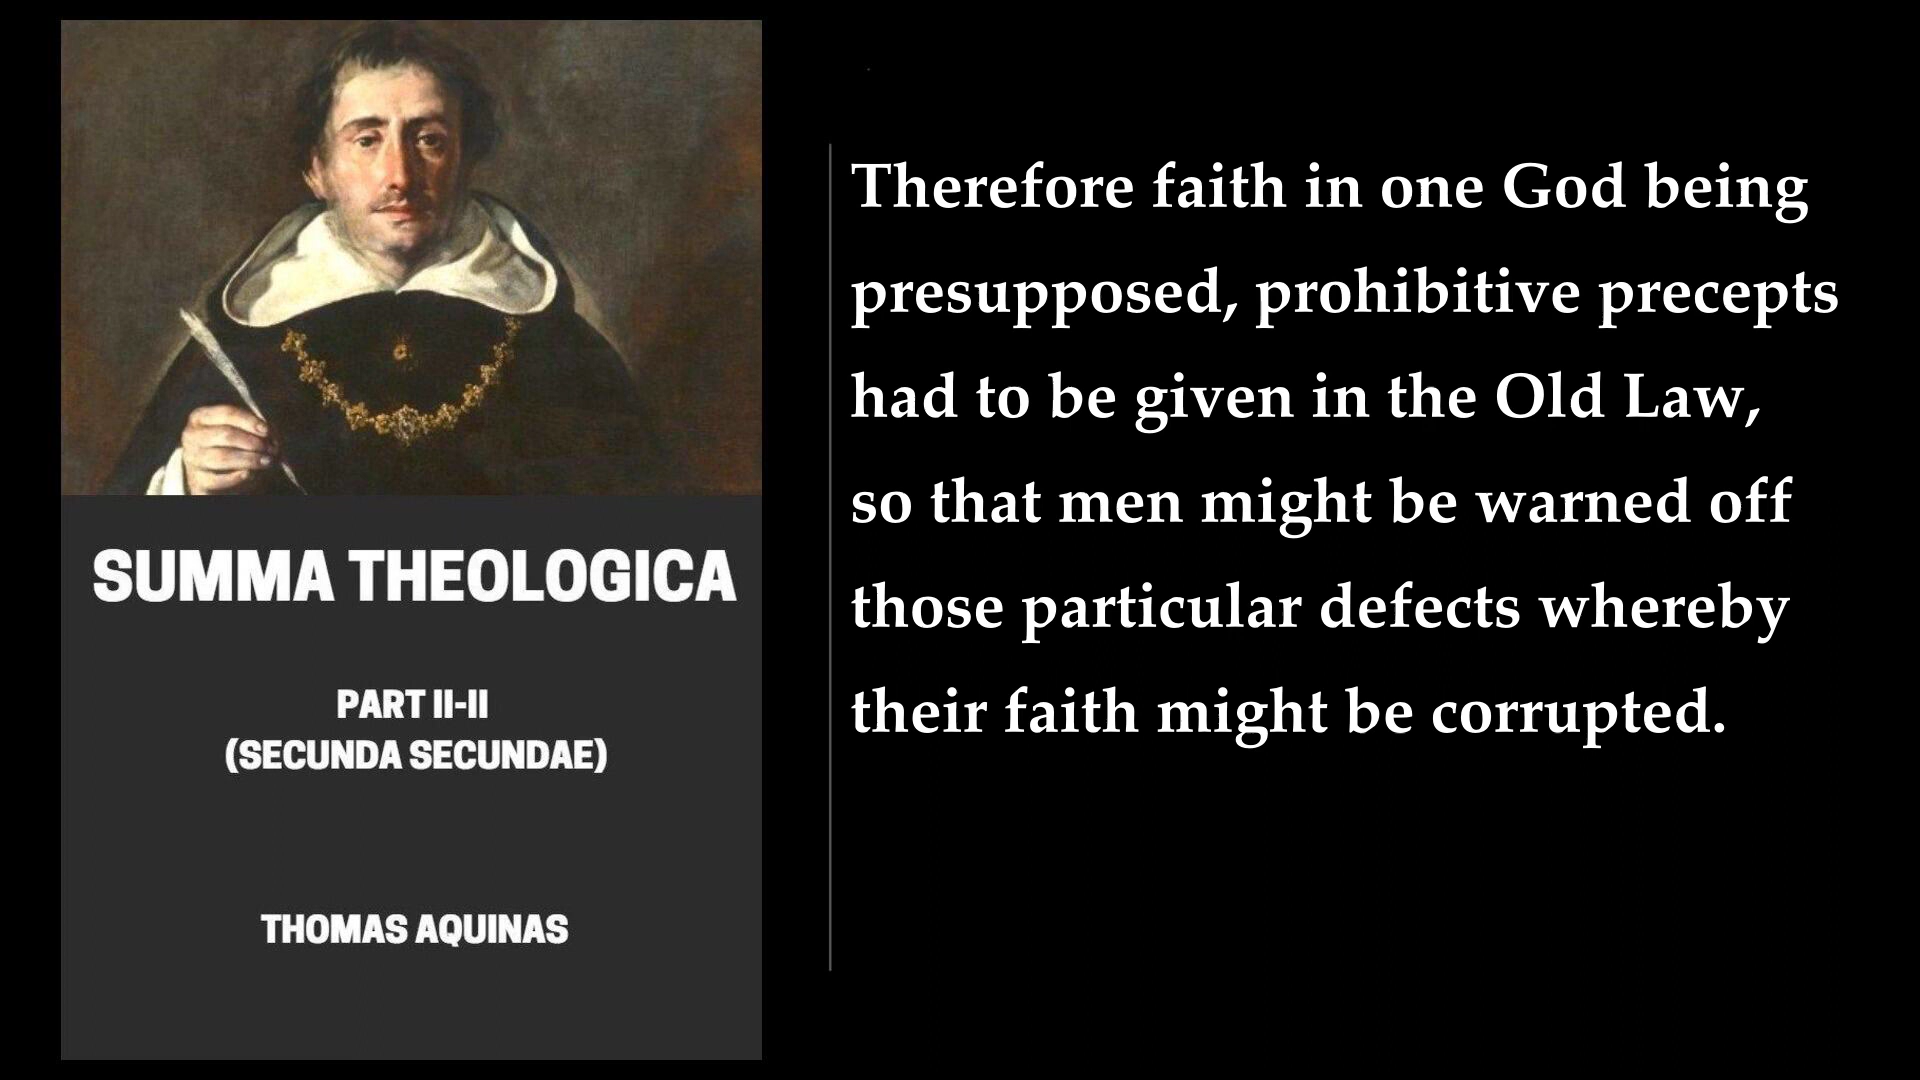 SUMMA THEOLOGICA
PART II-II
(SECUNDA SECUNDAE)
THOMAS AQUINAS
Therefore faith in one God being
presupposed, prohibitive precepts
had to be given in the Old Law,
so that men might be warned off
those particular defects whereby
their faith might be corrupted.